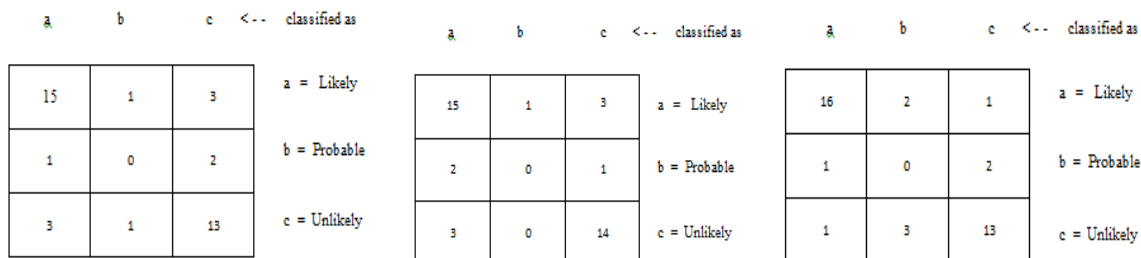 a b c <-- classified as
15 1 3 a = Likely
1 0 2 b = Probable
3 1 13 c = Unlikely
a b c <-- classified as
15 1 3 a = Likely
2 0 1 b = Probable
3 0 14 c = Unlikely
a b c <-- classified as
16 2 1 a = Likely
1 0 2 b = Probable
1 3 13 c = Unlikely